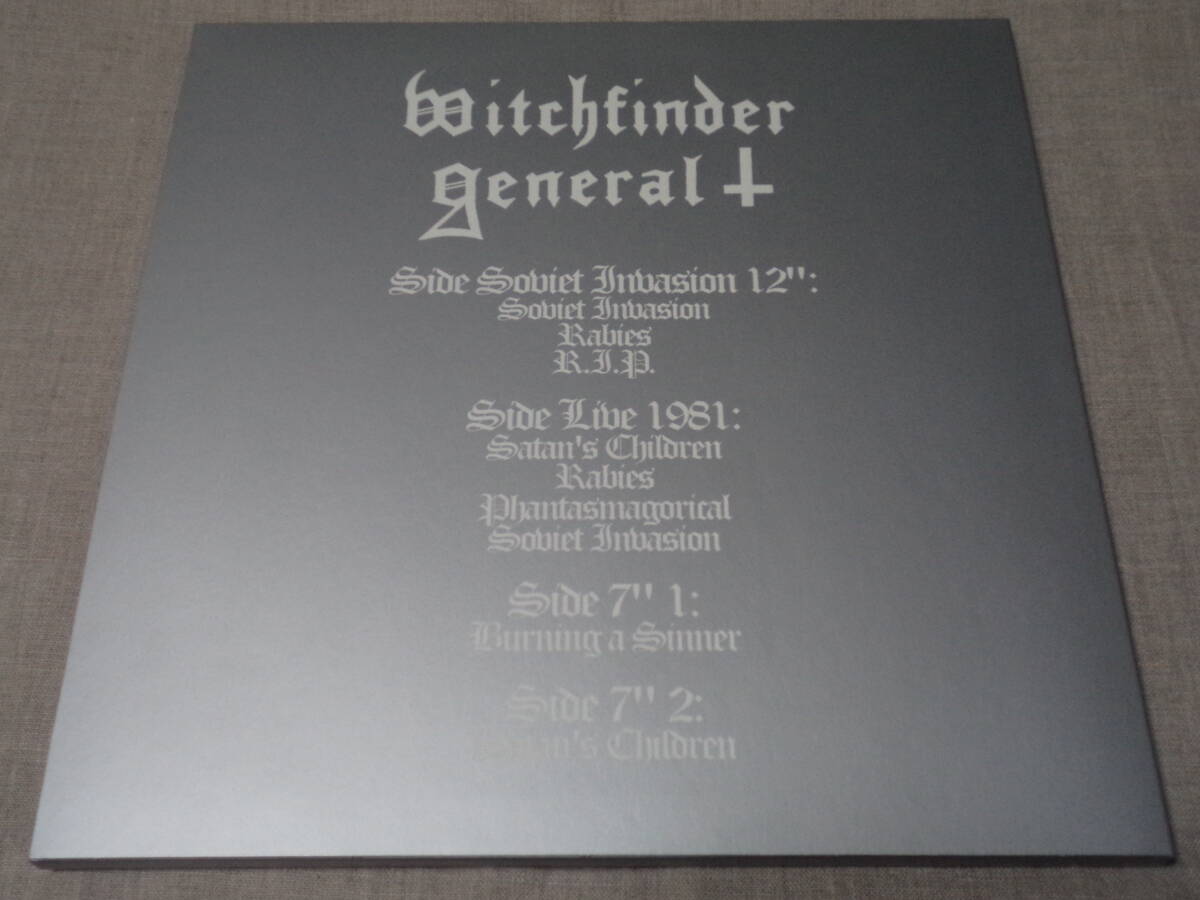 Witchfinder
general
Side Soviet Invasion 12":
Soviet Invasion
Rabies
R.I.P.
Side Live 1981:
Satan's Children
Rabies
Phantasmagorical
Soviet Invasion
Side 7" 1:
Burning a Sinner
Side 7" 2:
Satan's Children